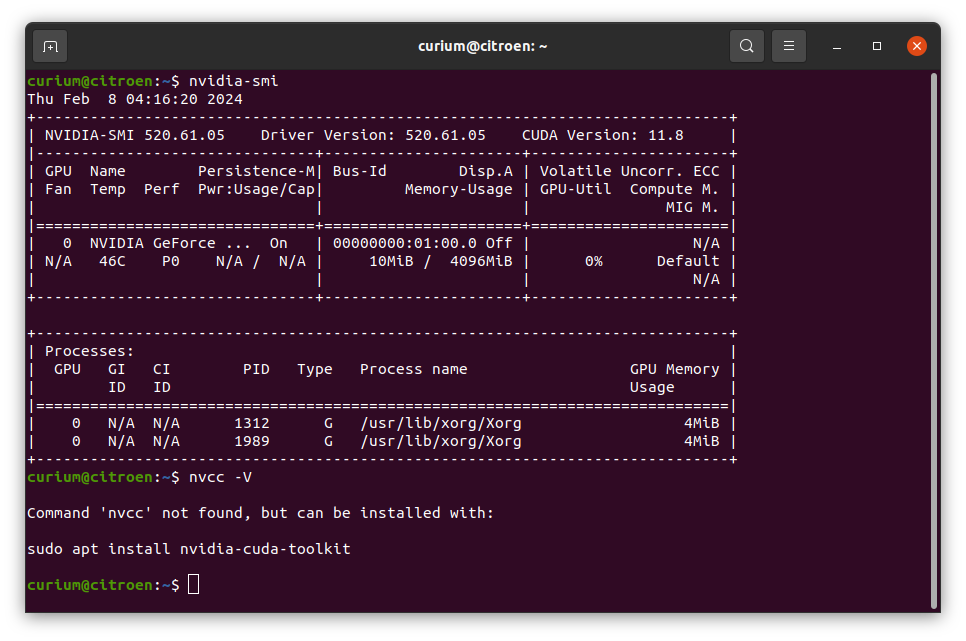 curium@citroen: ~
curium@citroen:~$ nvidia-smi
Thu Feb  8 04:16:20 2024
+-----------------------------------------------------------------------------+
| NVIDIA-SMI 520.61.05    Driver Version: 520.61.05    CUDA Version: 11.8     |
|-------------------------------+----------------------+----------------------+
| GPU  Name        Persistence-M| Bus-Id        Disp.A | Volatile Uncorr. ECC |
| Fan  Temp  Perf  Pwr:Usage/Cap|         Memory-Usage | GPU-Util  Compute M. |
|                               |                      |               MIG M. |
|===============================+======================+======================|
|   0  NVIDIA GeForce ...  On   | 00000000:01:00.0 Off |                  N/A |
| N/A   46C    P0    N/A /  N/A |     10MiB /  4096MiB |      0%      Default |
|                               |                      |                  N/A |
+-------------------------------+----------------------+----------------------+

+-----------------------------------------------------------------------------+
| Processes:                                                                  |
|  GPU   GI   CI        PID   Type   Process name                  GPU Memory |
|        ID   ID                                                   Usage      |
|=============================================================================|
|    0   N/A  N/A      1312      G   /usr/lib/xorg/Xorg                  4MiB |
|    0   N/A  N/A      1989      G   /usr/lib/xorg/Xorg                  4MiB |
+-----------------------------------------------------------------------------+
curium@citroen:~$ nvcc -V

Command 'nvcc' not found, but can be installed with:

sudo apt install nvidia-cuda-toolkit

curium@citroen:~$